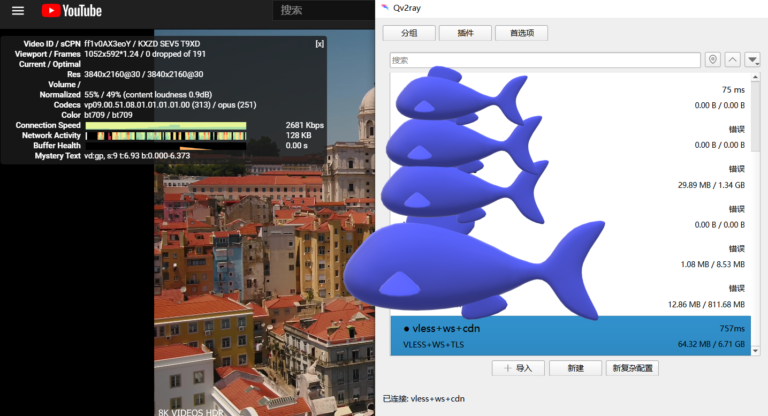 YouTube
搜索
Video ID / sCPN ff1v0AX3eoY / KXZD SEV5 T9XD
[x]
Viewport / Frames 1052x592*1.24 / 0 dropped of 191
Current / Optimal
Res 3840x2160@30 / 3840x2160@30
Volume /
Normalized 55% / 49% (content loudness 0.9dB)
Codecs vp09.00.51.08.01.01.01.01.00 (313) / opus (251)
Color bt709 / bt709
Connection Speed 2681 Kbps
Network Activity 128 KB
Buffer Health 0.00 s
Mystery Text vd:gp, s:9 t:6.93 b:0.000-6.373
8K VIDEOS HDR
Qv2ray
分组
插件
首选项
搜索
75 ms
0.00 B / 0.00 B
错误
0.00 B / 0.00 B
错误
29.89 MB / 1.34 GB
错误
0.00 B / 0.00 B
错误
1.08 MB / 8.53 MB
错误
12.86 MB / 811.68 MB
● vless+ws+cdn 757ms
VLESS+WS+TLS 64.32 MB / 6.71 GB
导入
新建
新复杂配置
已连接: vless+ws+cdn